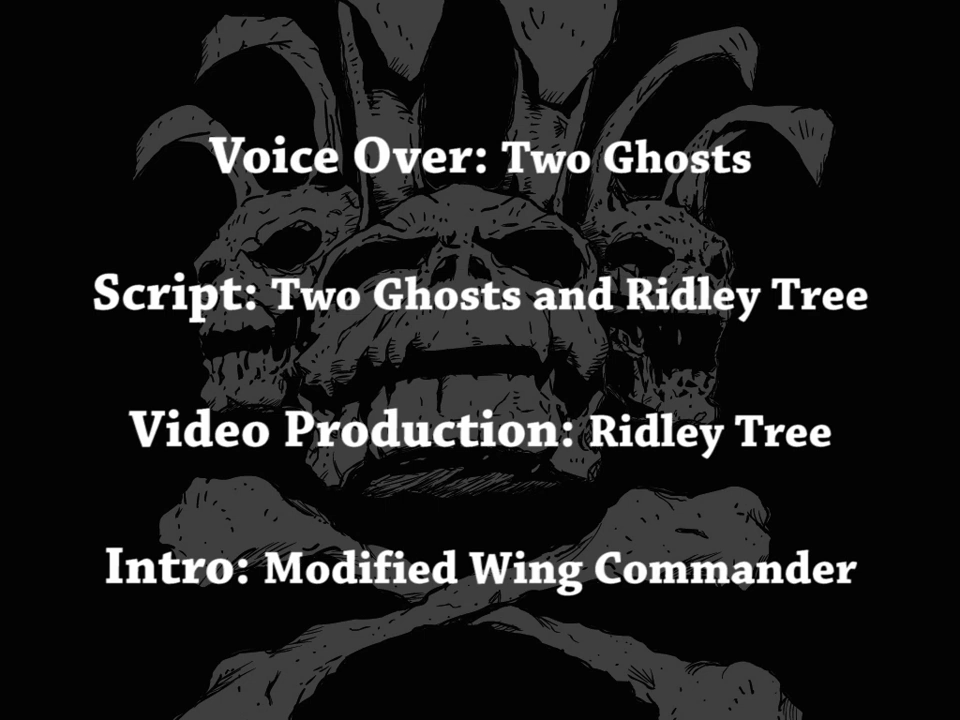 Voice Over: Two Ghosts
Script: Two Ghosts and Ridley Tree
Video Production: Ridley Tree
Intro: Modified Wing Commander